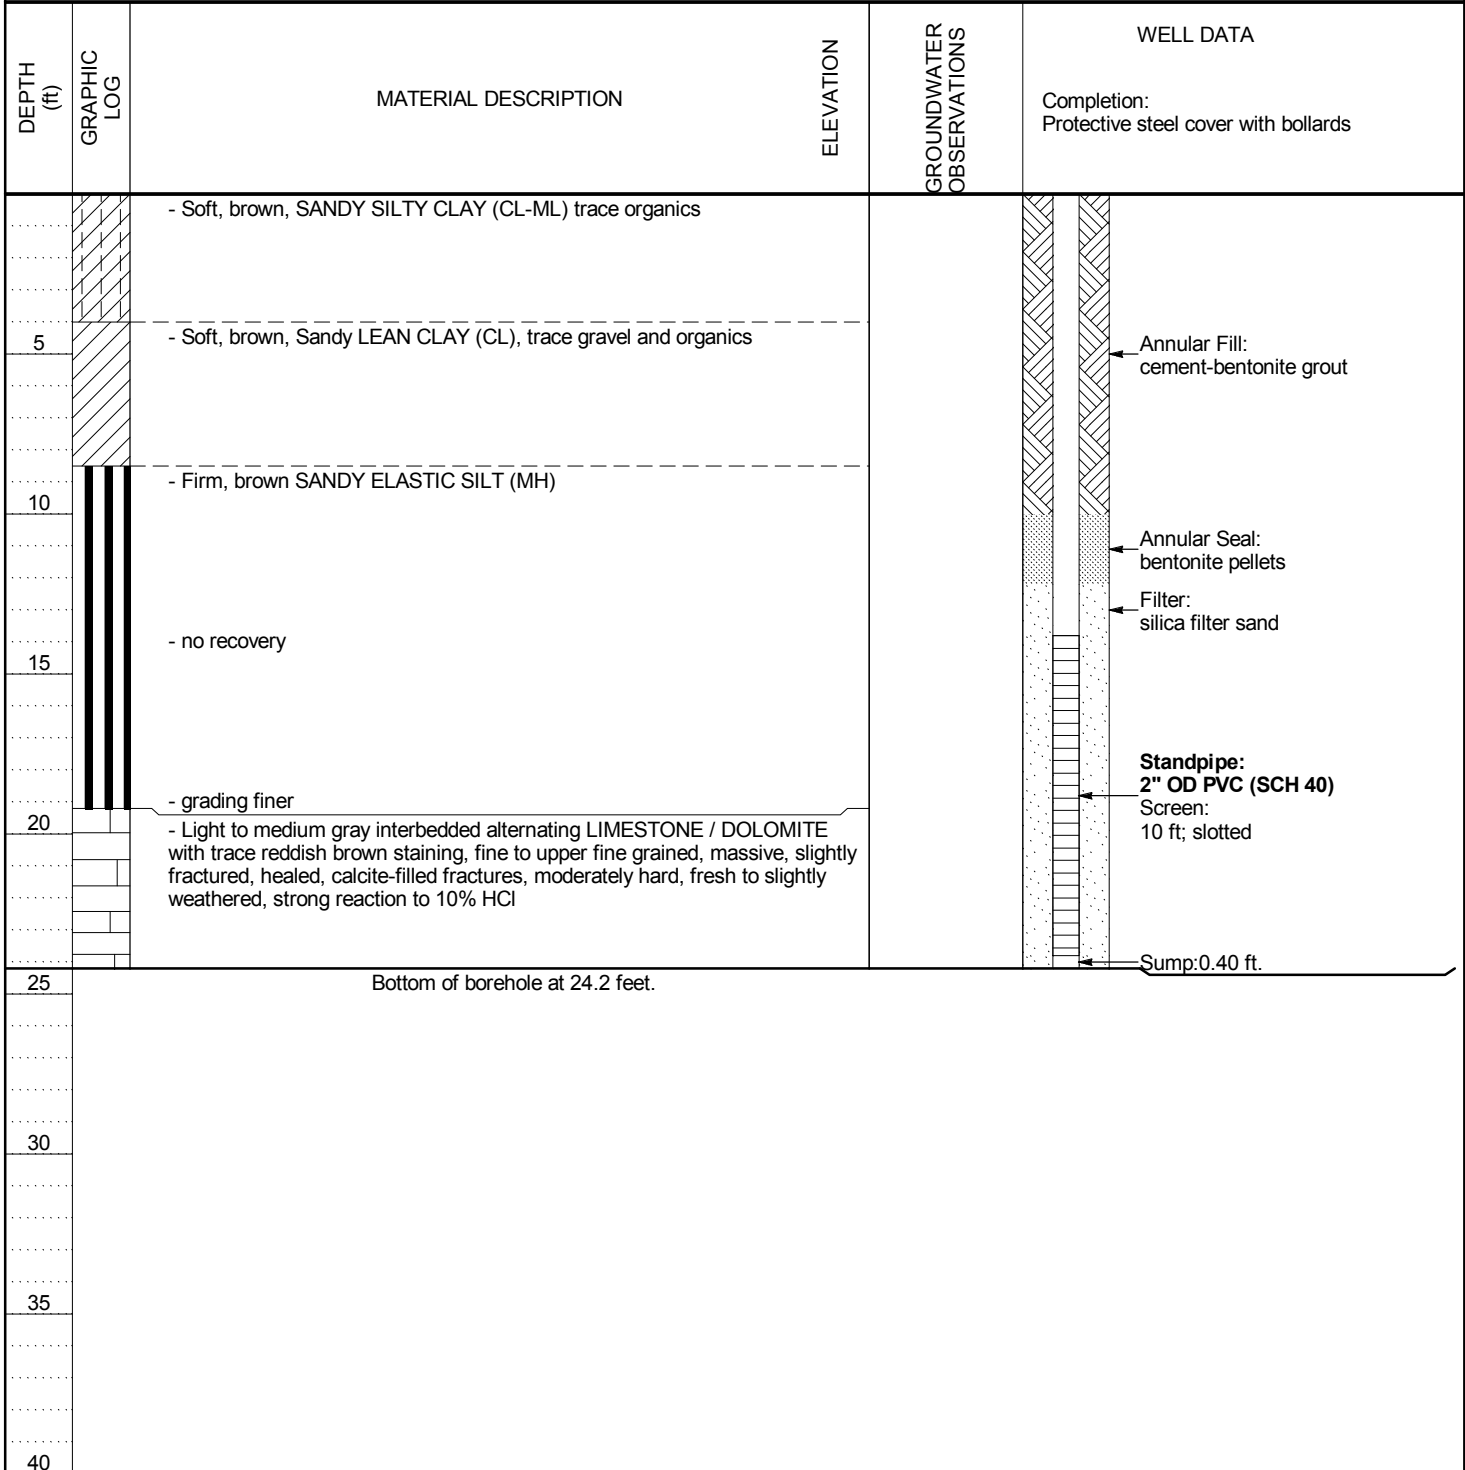 DEPTH
(ft)
GRAPHIC
LOG
MATERIAL DESCRIPTION
ELEVATION
GROUNDWATER
OBSERVATIONS
WELL DATA
Completion:
Protective steel cover with bollards
- Soft, brown, SANDY SILTY CLAY (CL-ML) trace organics
5
- Soft, brown, Sandy LEAN CLAY (CL), trace gravel and organics
Annular Fill:
cement-bentonite grout
- Firm, brown SANDY ELASTIC SILT (MH)
10
Annular Seal:
bentonite pellets
Filter:
silica filter sand
- no recovery
15
Standpipe:
2" OD PVC (SCH 40)
Screen:
10 ft; slotted
- grading finer
20
- Light to medium gray interbedded alternating LIMESTONE / DOLOMITE
with trace reddish brown staining, fine to upper fine grained, massive, slightly
fractured, healed, calcite-filled fractures, moderately hard, fresh to slightly
weathered, strong reaction to 10% HCl
Sump:0.40 ft.
25
Bottom of borehole at 24.2 feet.
30
35
40